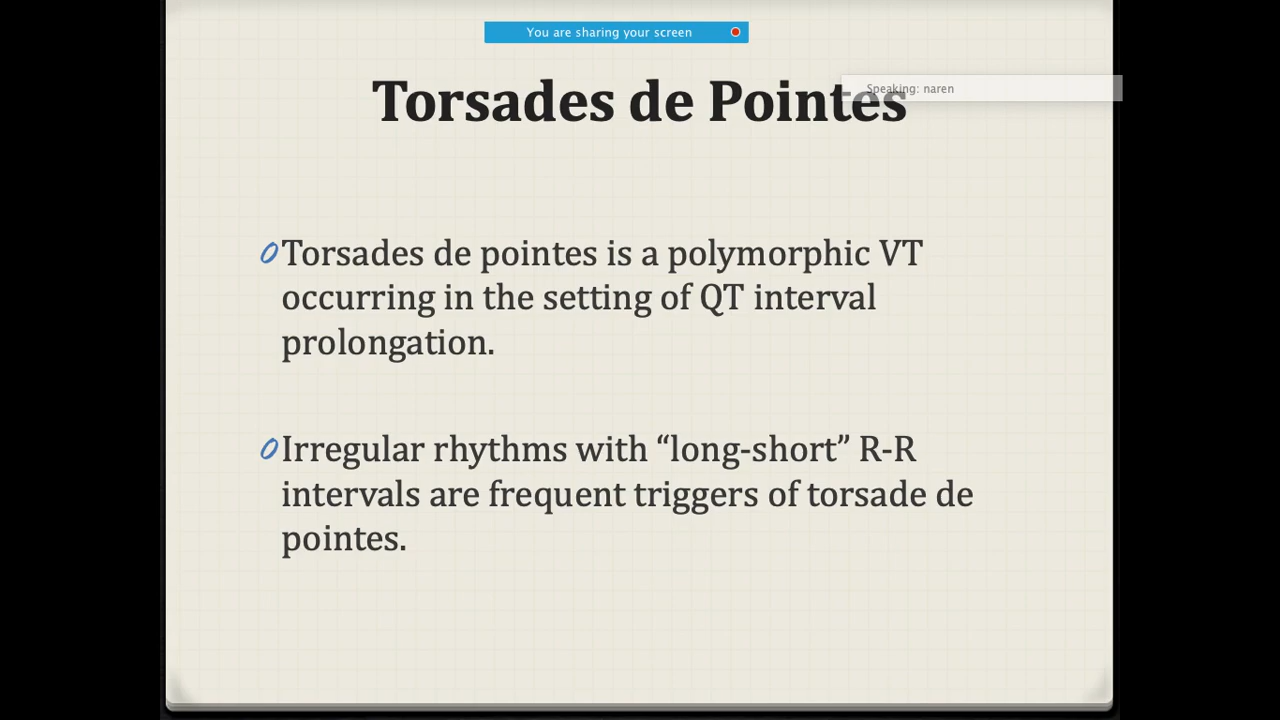 You are sharing your screen
Torsades de Pointes
Speaking: naren
Torsades de pointes is a polymorphic VT
occurring in the setting of QT interval
prolongation.
Irregular rhythms with “long-short” R-R
intervals are frequent triggers of torsade de
pointes.